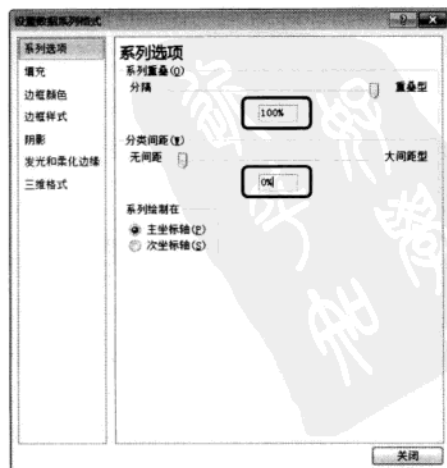 设置数据系列格式
系列选项
填充
边框颜色
边框样式
阴影
发光和柔化边缘
三维格式
系列选项
系列重叠(O)
分隔
重叠型
100%
分类间距(W)
无间距
大间距型
0%
系列绘制在
主坐标轴(P)
次坐标轴(S)
关闭